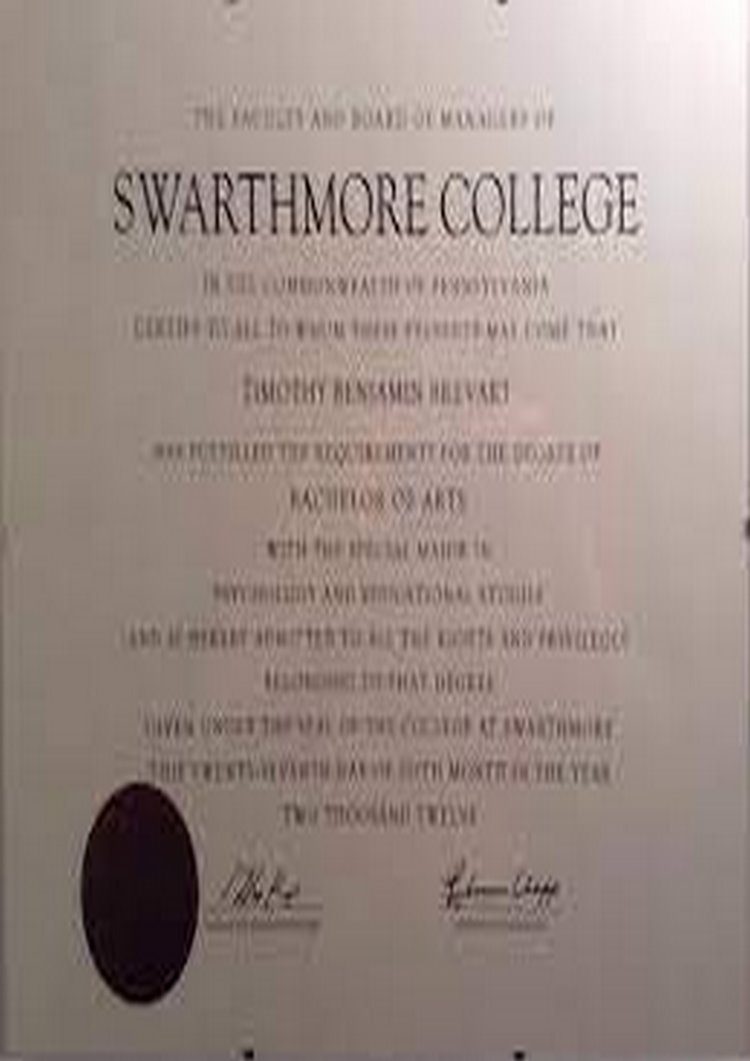 THE FACULTY AND BOARD OF MANAGERS OF
SWARTHMORE COLLEGE
IN THE COMMONWEALTH OF PENNSYLVANIA
CERTIFY TO ALL TO WHOM THESE PRESENTS MAY COME THAT
TIMOTHY BENJAMIN
HAS FULFILLED THE REQUIREMENTS FOR THE DEGREE OF
BACHELOR OF ARTS
WITH THE SPECIAL MAJOR IN
PSYCHOLOGY AND EDUCATIONAL STUDIES
AND IS HEREBY ADMITTED TO ALL THE RIGHTS AND PRIVILEGES
BELONGING TO THAT DEGREE
GIVEN UNDER THE SEAL OF THE COLLEGE AT SWARTHMORE
THIS TWENTY-SEVENTH DAY OF MONTH IN THE YEAR
TWO THOUSAND TWELVE